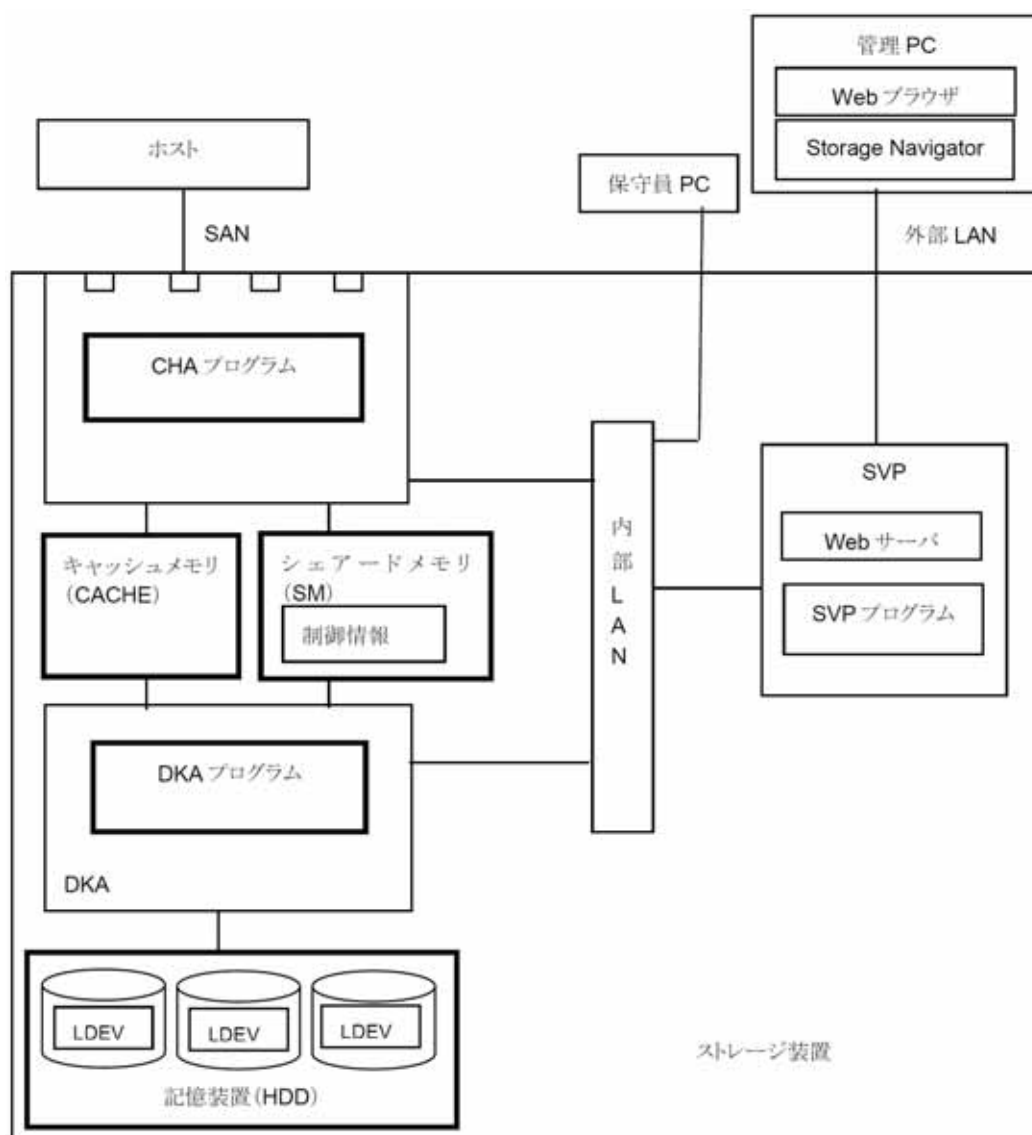 管理 PC
Web ブラウザ
Storage Navigator
ホスト
保守員 PC
SAN
外部 LAN
CHA プログラム
キャッシュメモリ
(CACHE)
シェアードメモリ
(SM)
制御情報
内部LAN
SVP
Web サーバ
SVP プログラム
DKA プログラム
DKA
LDEV
LDEV
LDEV
記憶装置(HDD)
ストレージ装置